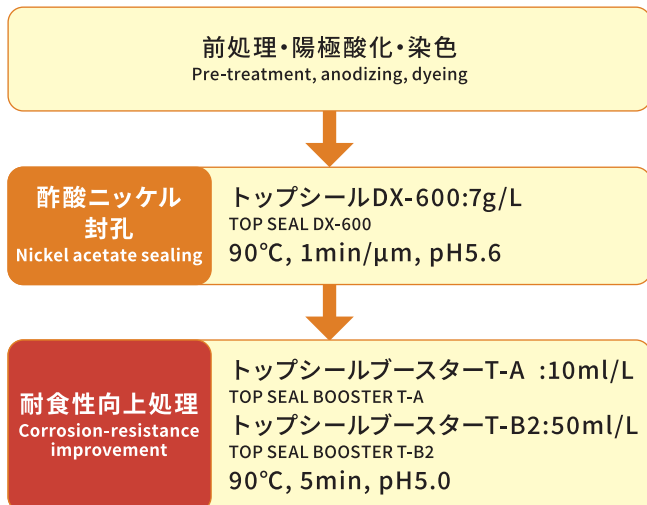 前処理・陽極酸化・染色
Pre-treatment, anodizing, dyeing
酢酸ニッケル
封孔
Nickel acetate sealing
トップシールDX-600:7g/L
TOP SEAL DX-600
90℃, 1min/μm, pH5.6
耐食性向上処理
Corrosion-resistance
improvement
トップシールブースターT-A :10ml/L
TOP SEAL BOOSTER T-A
トップシールブースターT-B2:50ml/L
TOP SEAL BOOSTER T-B2
90℃, 5min, pH5.0